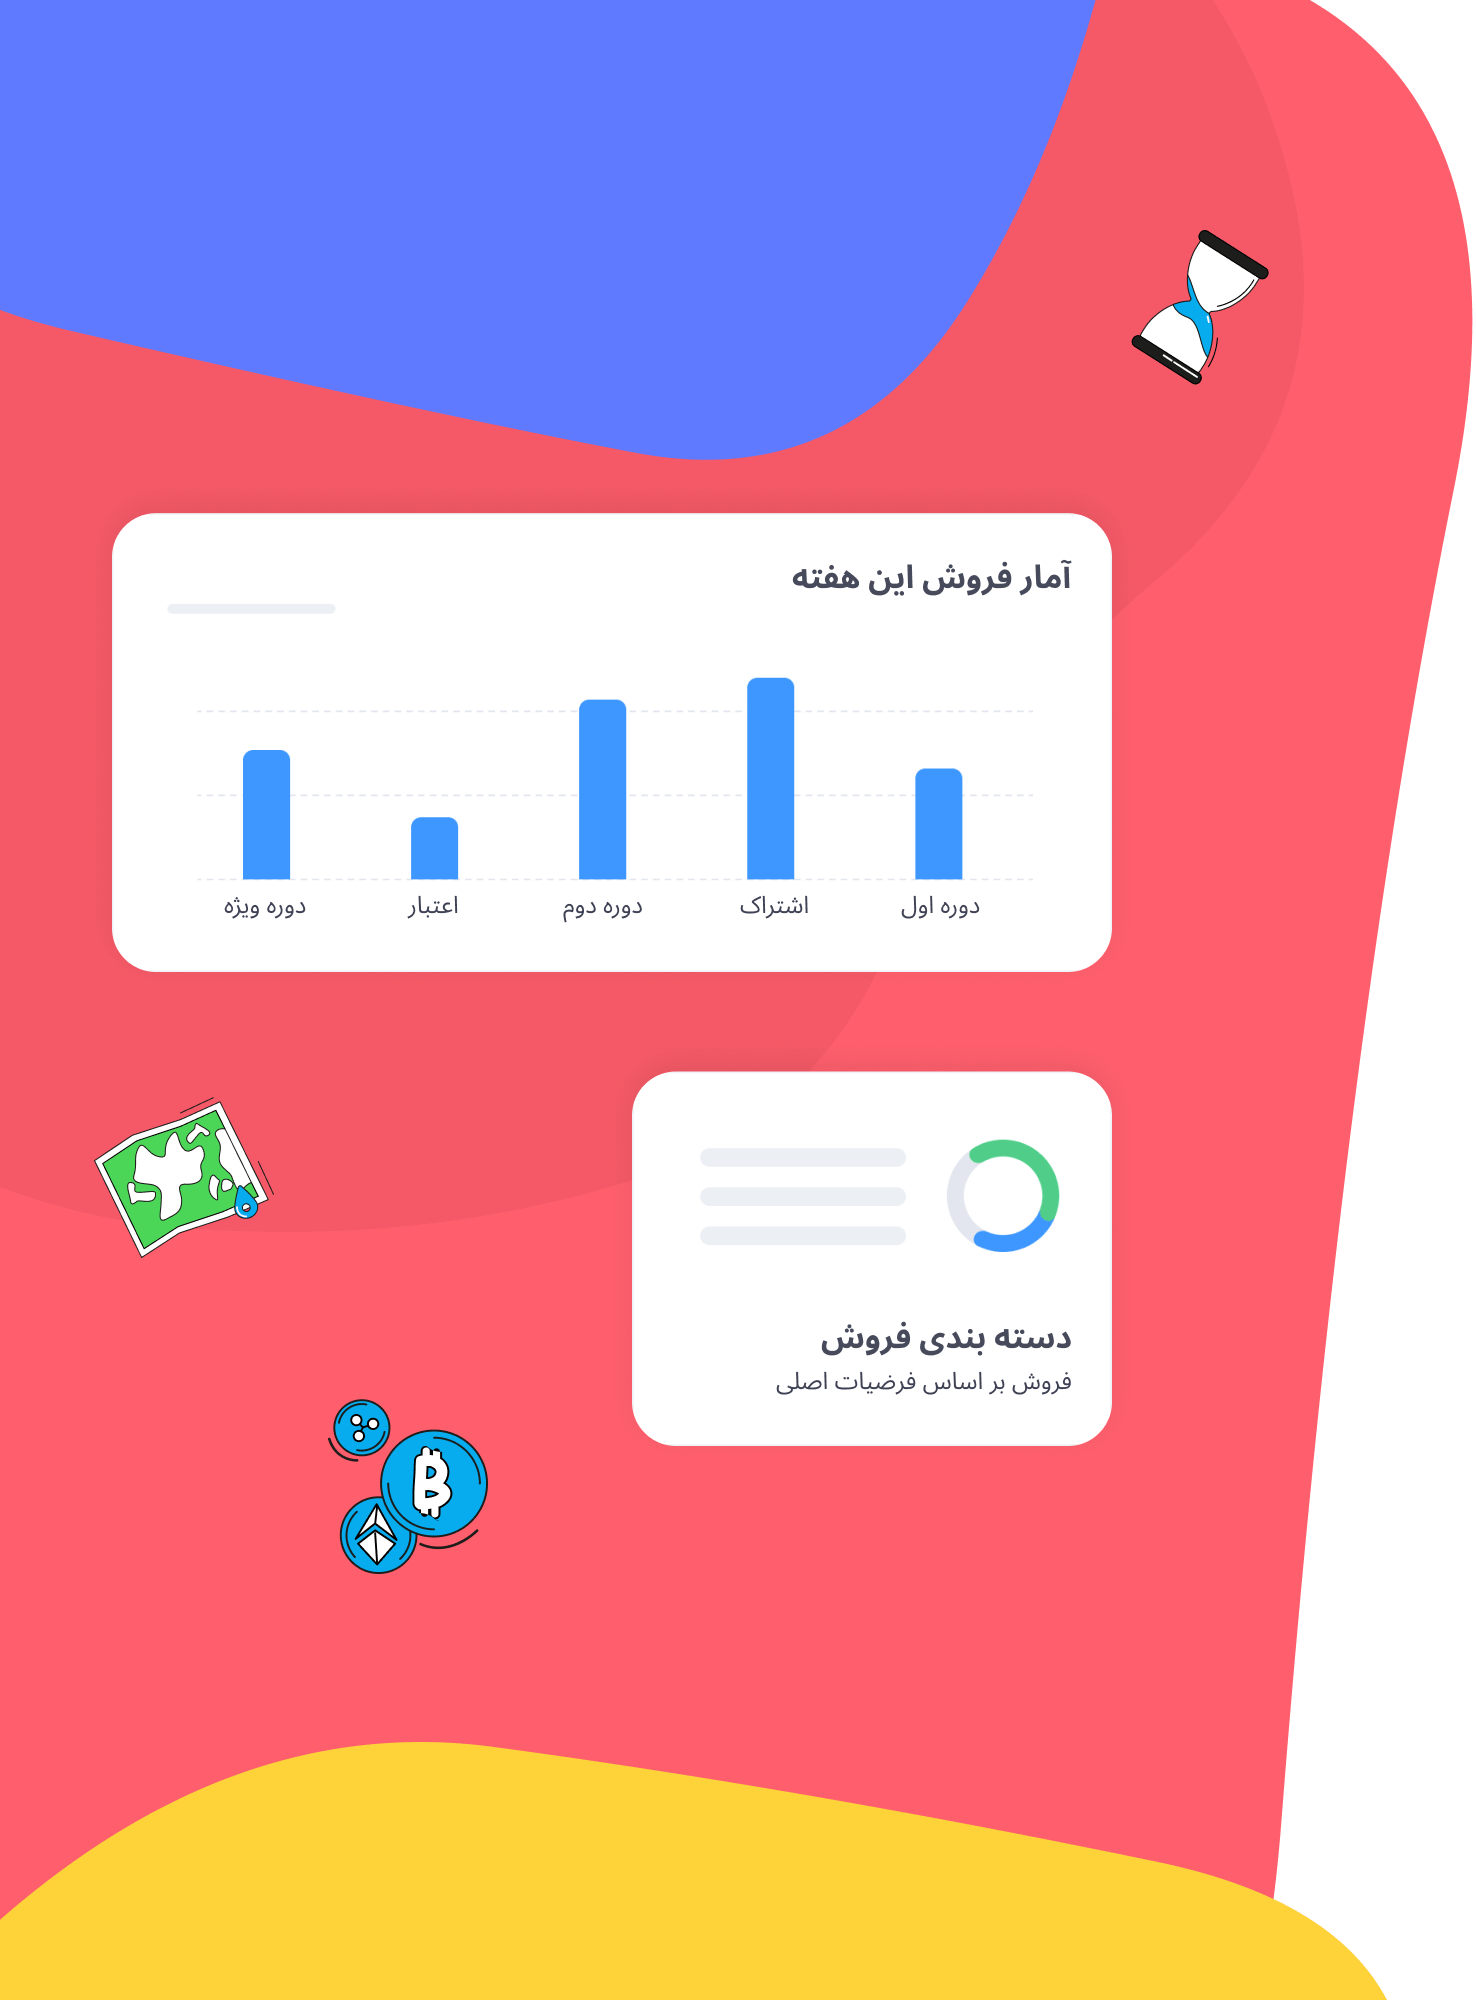 آمار فروش این هفته
دوره اول
اشتراک
دوره دوم
اعتبار
دوره ویژه
دسته بندی فروش
فروش بر اساس فرضیات اصلی